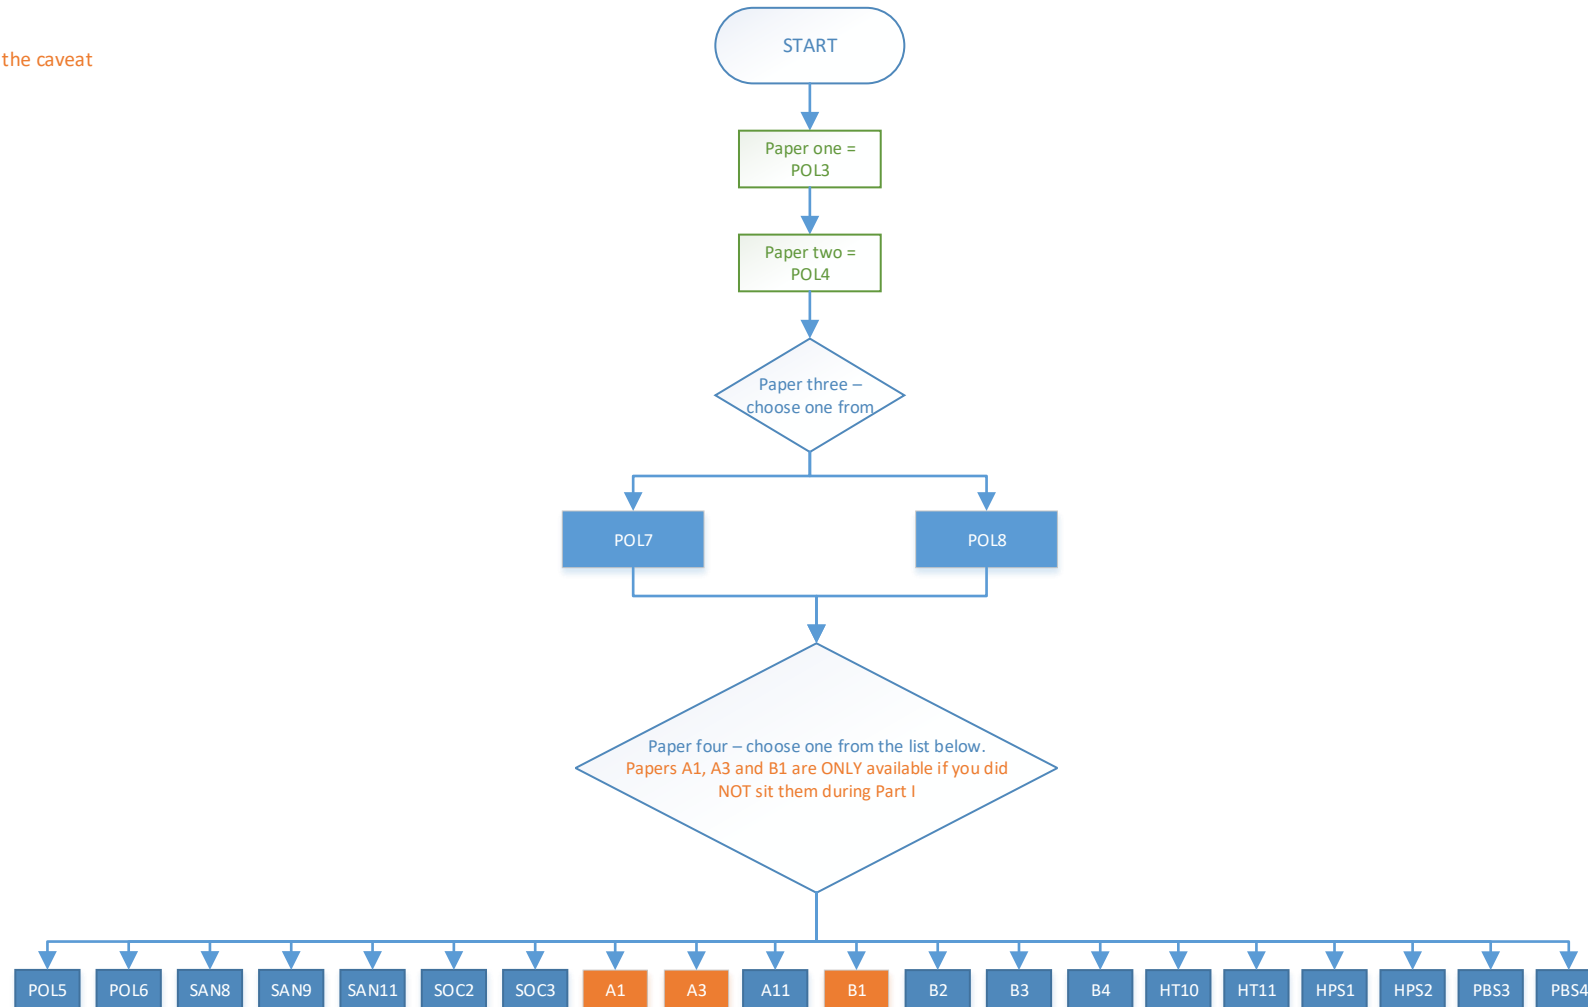 START
the caveat
Paper one =
POL3
Paper two =
POL4
Paper three –
choose one from
POL7
POL8
Paper four – choose one from the list below.
Papers A1, A3 and B1 are ONLY available if you did
NOT sit them during Part I
POL5
POL6
SAN8
SAN9
SAN11
SOC2
SOC3
A1
A3
A11
B1
B2
B3
B4
HT10
HT11
HPS1
HPS2
PBS3
PBS4